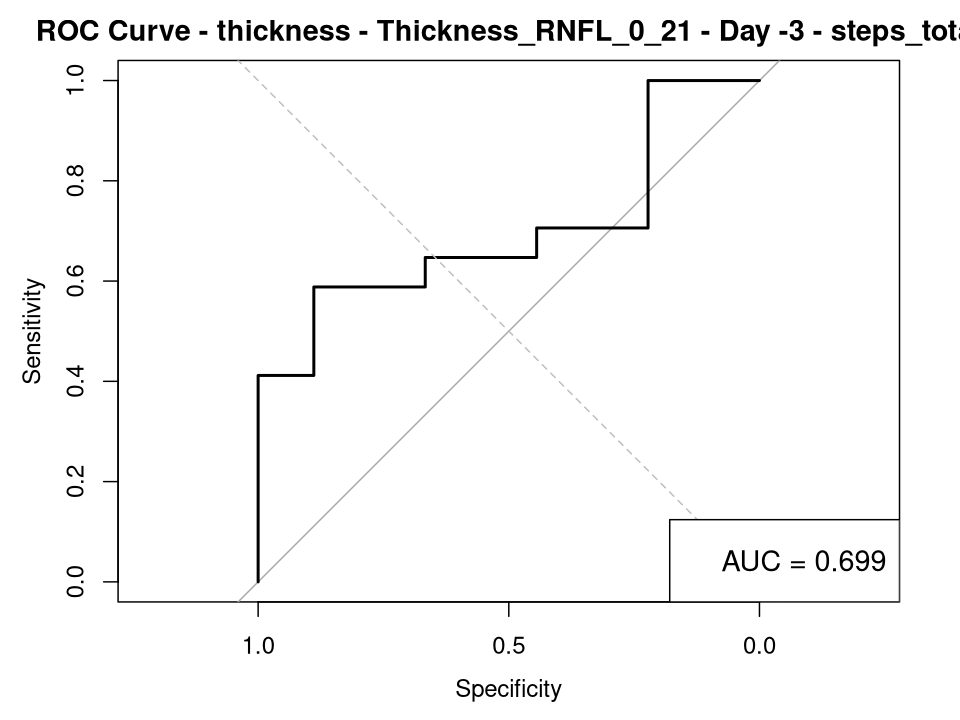 ROC Curve - thickness - Thickness_RNFL_0_21 - Day -3 - steps_tota
1.0
0.8
0.6
0.4
0.2
0.0
Sensitivity
AUC = 0.699
1.0 0.5 0.0
Specificity